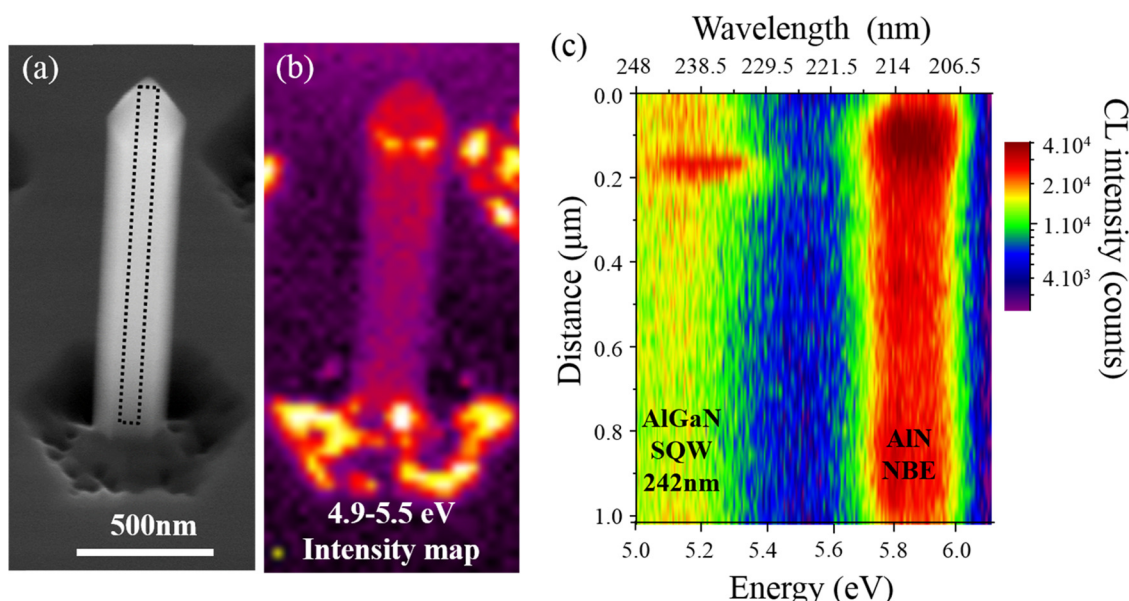 (a)
500nm
(b)
4.9-5.5 eV
Intensity map
(c)
Wavelength (nm)
248 238.5 229.5 221.5 214 206.5
0.0
0.2
0.4
0.6
0.8
1.0
Distance (μm)
AlGaN
SQW
242nm
AlN
NBE
5.0 5.2 5.4 5.6 5.8 6.0
Energy (eV)
4.10⁴
2.10⁴
1.10⁴
4.10³
CL intensity (counts)